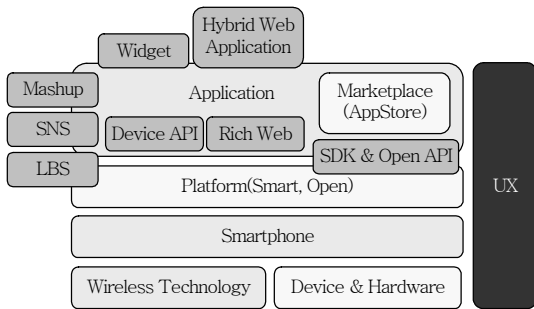 Hybrid Web
Application
Widget
Mashup
Application
Marketplace
(AppStore)
SNS
Device API
Rich Web
LBS
SDK & Open API
Platform(Smart, Open)
UX
Smartphone
Wireless Technology
Device & Hardware